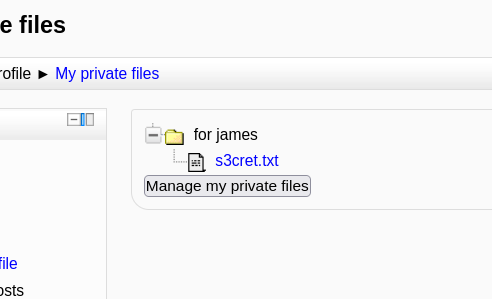 e files
rofile ► My private files
for james
s3cret.txt
Manage my private files
file
osts